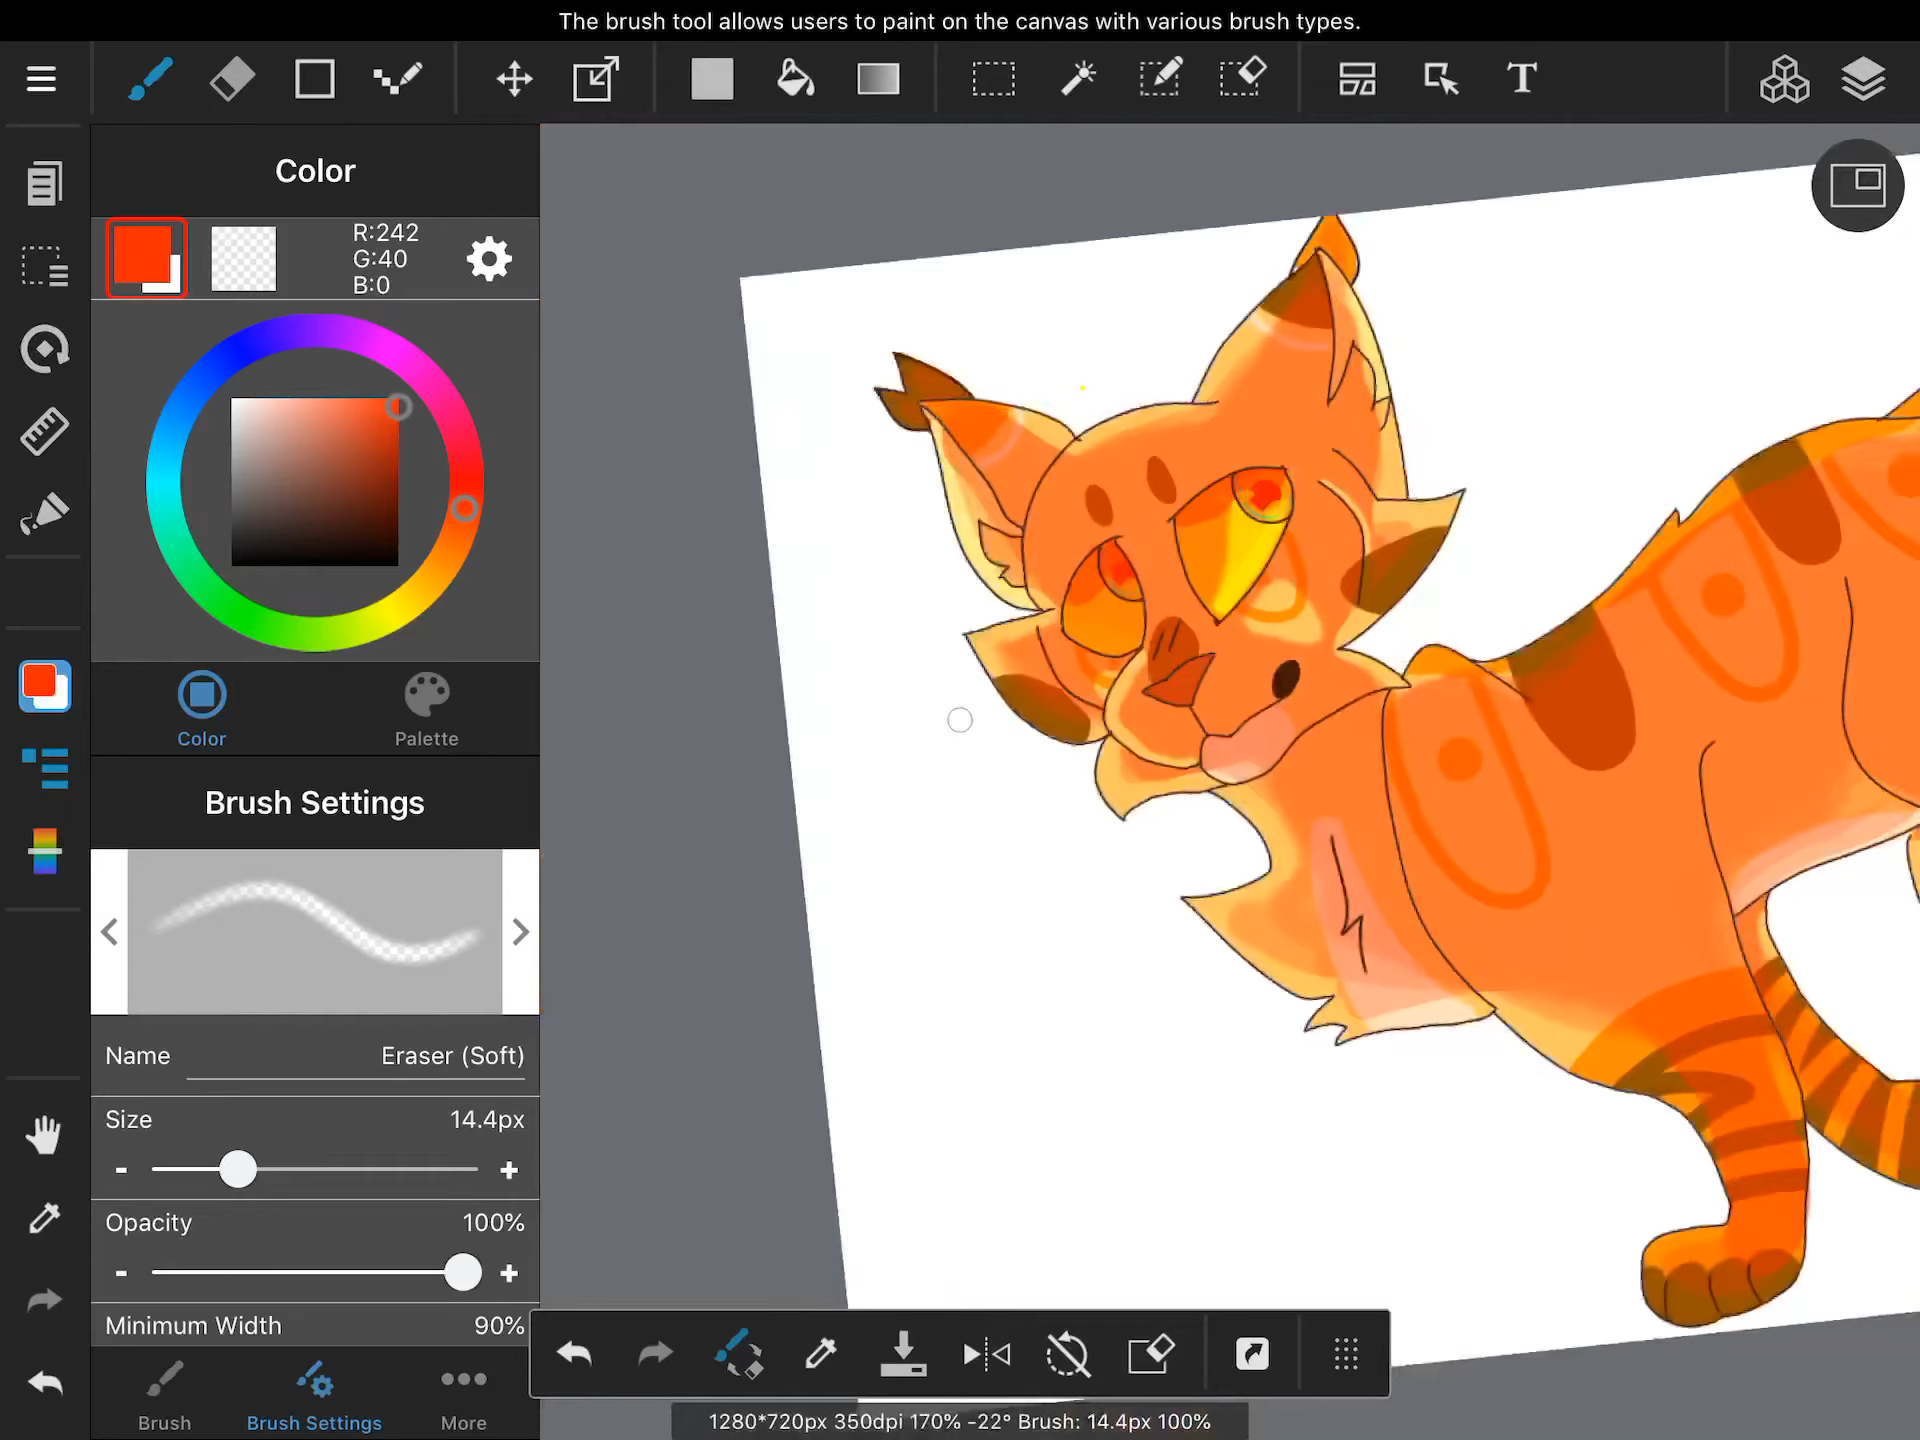 The brush tool allows users to paint on the canvas with various brush types.
T
Color
R:242
G:40
B:0
Color
Palette
Brush Settings
Name Eraser (Soft)
Size 14.4px
- +
Opacity 100%
- +
Minimum Width 90%
Brush
Brush Settings
More
1280*720px 350dpi 170% -22° Brush: 14.4px 100%